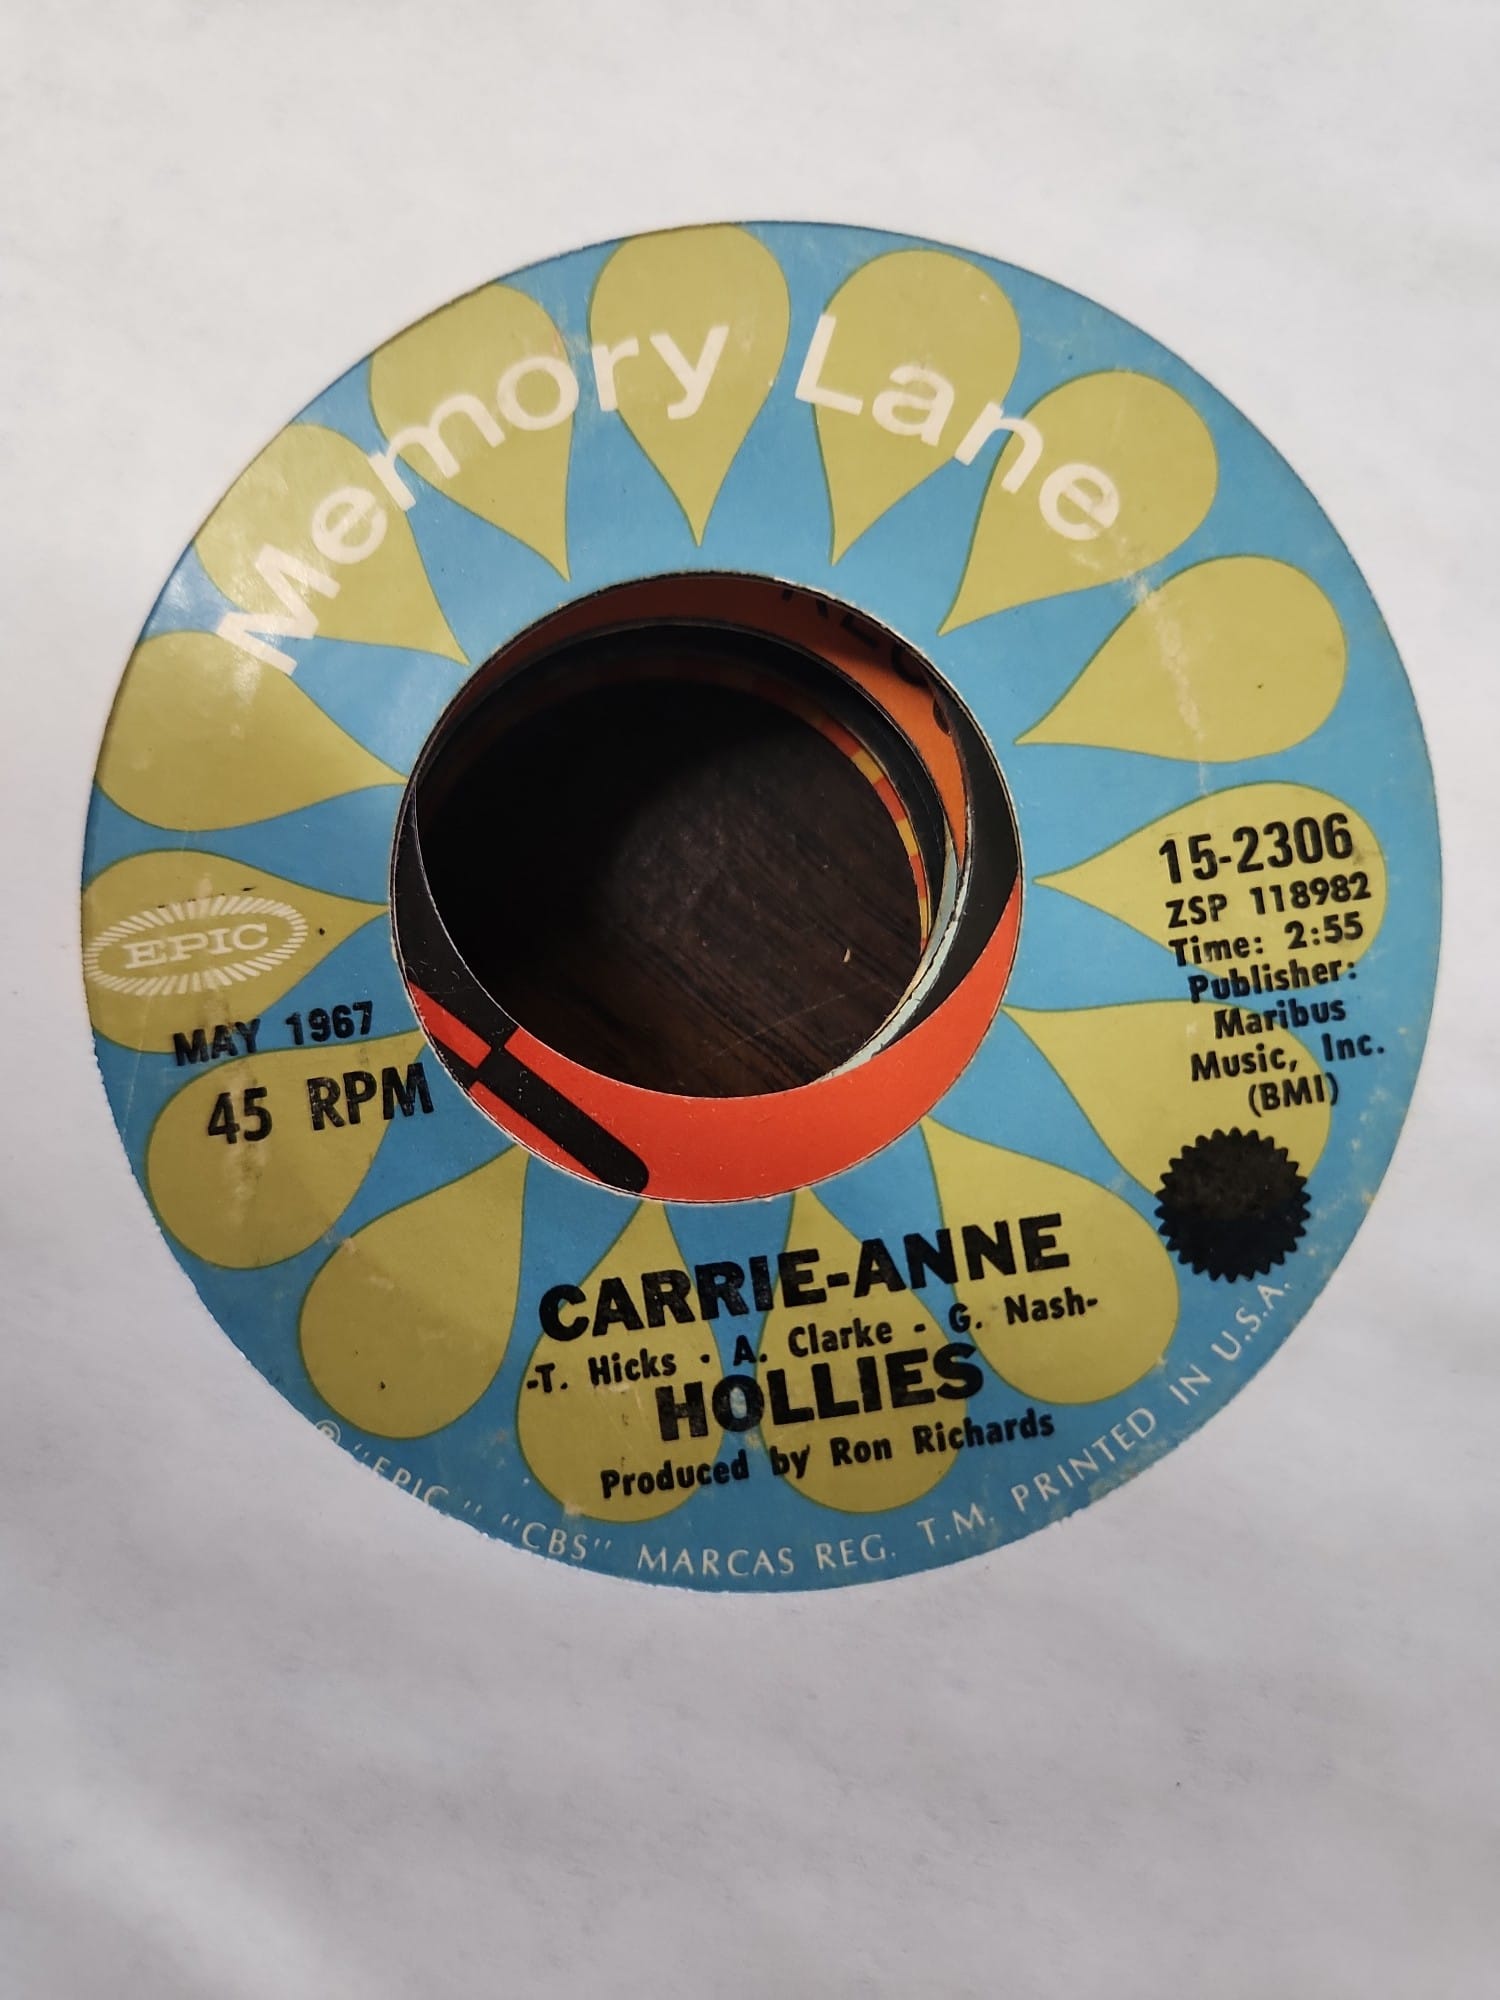 Memory Lane
EPIC
MAY 1967
45 RPM
15-2306
ZSP 118982
Time: 2:55
Publisher:
Maribus
Music, Inc.
(BMI)
CARRIE-ANNE
-T. Hicks · A. Clarke - G. Nash-
HOLLIES
Produced by Ron Richards
® "EPIC" "CBS" MARCAS REG. T.M. PRINTED IN U.S.A.